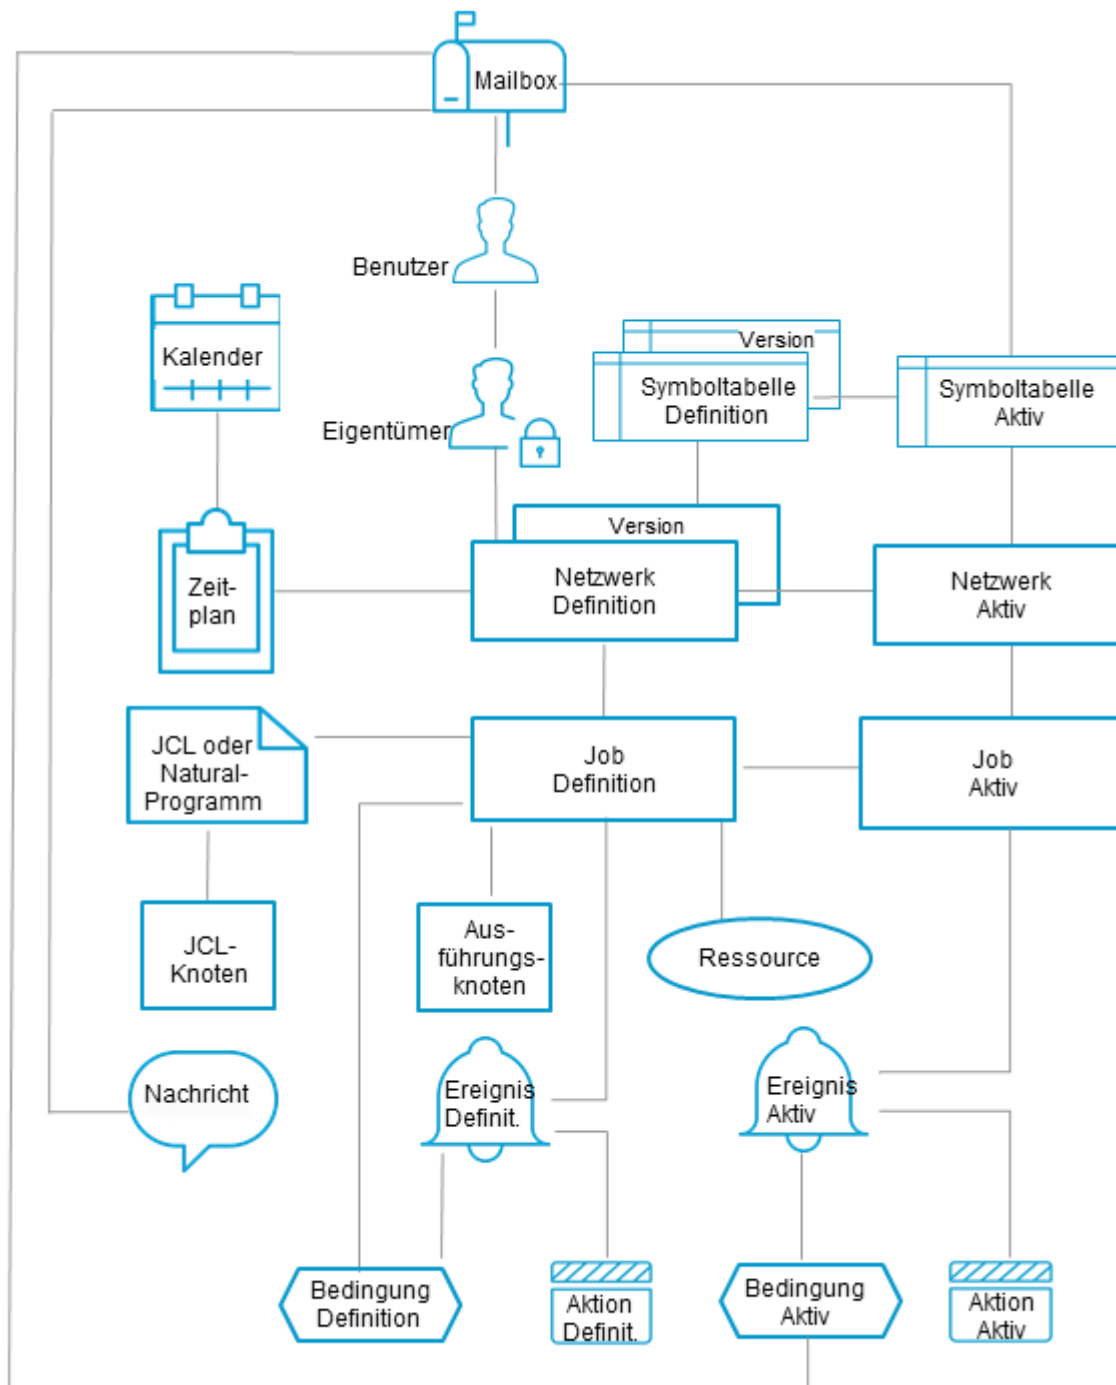 Mailbox
Benutzer
Kalender
Version
Symboltabelle
Definition
Symboltabelle
Aktiv
Eigentümer
Version
Netzwerk
Definition
Netzwerk
Aktiv
Zeit-
plan
JCL oder
Natural-
Programm
Job
Definition
Job
Aktiv
JCL-
Knoten
Aus-
führungs-
knoten
Ressource
Nachricht
Ereignis
Definit.
Ereignis
Aktiv
Bedingung
Definition
Aktion
Definit.
Bedingung
Aktiv
Aktion
Aktiv